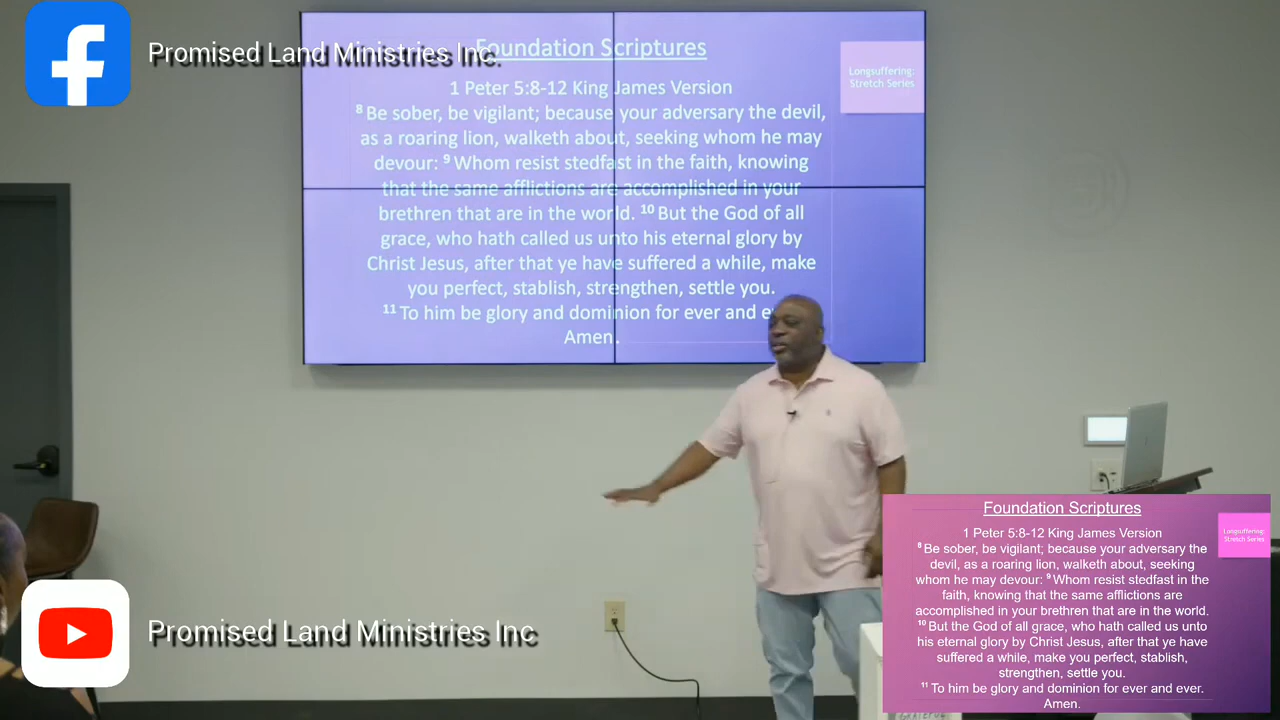 Promised Land Ministries Inc.
Foundation Scriptures
Longsuffering:
Stretch Series
1 Peter 5:8-12 King James Version
8 Be sober, be vigilant; because your adversary the devil,
as a roaring lion, walketh about, seeking whom he may
devour: 9 Whom resist stedfast in the faith, knowing
that the same afflictions are accomplished in your
brethren that are in the world. 10 But the God of all
grace, who hath called us unto his eternal glory by
Christ Jesus, after that ye have suffered a while, make
you perfect, stablish, strengthen, settle you.
11 To him be glory and dominion for ever and
Amen.
Promised Land Ministries Inc
Foundation Scriptures
Longsuffering:
Stretch Series
1 Peter 5:8-12 King James Version
8 Be sober, be vigilant; because your adversary the
devil, as a roaring lion, walketh about, seeking
whom he may devour: 9 Whom resist stedfast in the
faith, knowing that the same afflictions are
accomplished in your brethren that are in the world.
10 But the God of all grace, who hath called us unto
his eternal glory by Christ Jesus, after that ye have
suffered a while, make you perfect, stablish,
strengthen, settle you.
11 To him be glory and dominion for ever and ever.
Amen.